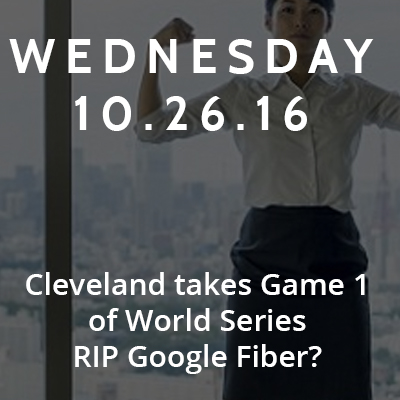 WEDNESDAY
10.26.16
Cleveland takes Game 1
of World Series
RIP Google Fiber?